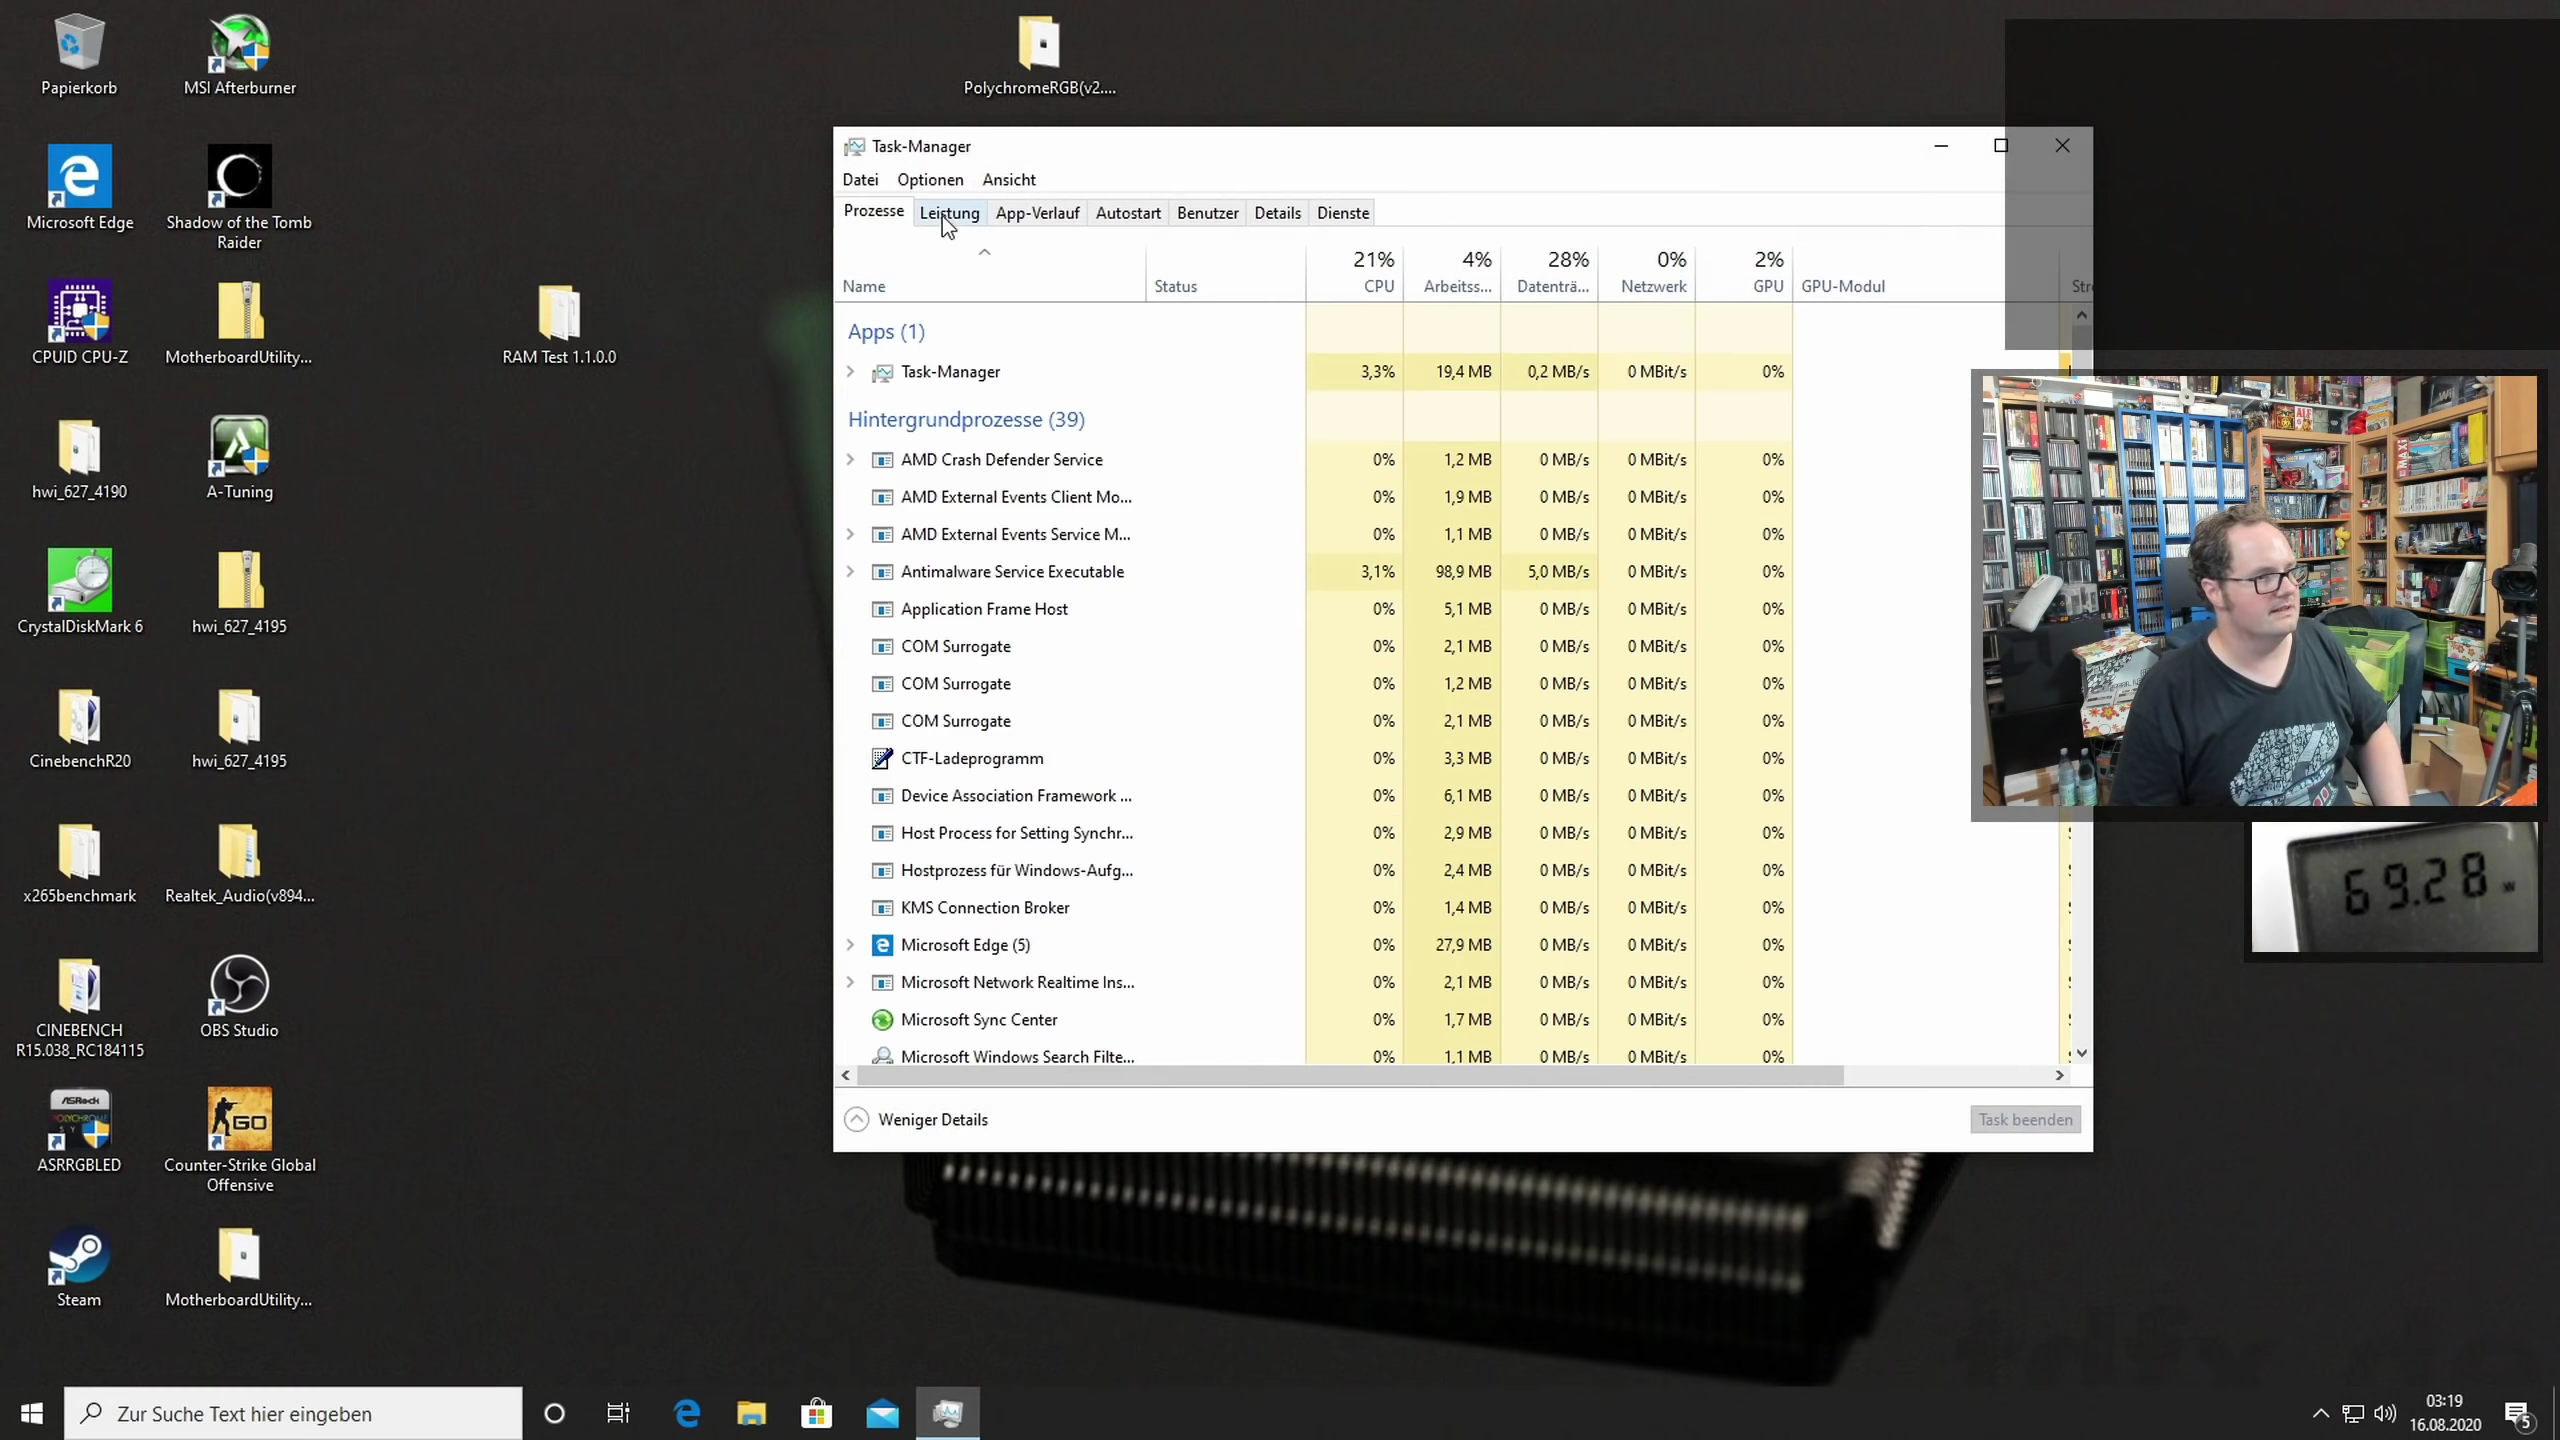 Papierkorb
MSI Afterburner
PolychromeRGB(v2....
Microsoft Edge
Shadow of the Tomb
Raider
CPUID CPU-Z
MotherboardUtility...
RAM Test 1.1.0.0
hwi_627_4190
A-Tuning
CrystalDiskMark 6
hwi_627_4195
CinebenchR20
hwi_627_4195
x265benchmark
Realtek_Audio(v894...
CINEBENCH
R15.038_RC184115
OBS Studio
ASRock
ASRRGBLED
GO
Counter-Strike Global
Offensive
Steam
MotherboardUtility...
Task-Manager
Datei Optionen Ansicht
Prozesse Leistung App-Verlauf Autostart Benutzer Details Dienste
21% 4% 28% 0% 2%
Name Status CPU Arbeitss... Datenträ... Netzwerk GPU GPU-Modul
Apps (1)
Task-Manager 3,3% 19,4 MB 0,2 MB/s 0 MBit/s 0%
Hintergrundprozesse (39)
AMD Crash Defender Service 0% 1,2 MB 0 MB/s 0 MBit/s 0%
AMD External Events Client Mo... 0% 1,9 MB 0 MB/s 0 MBit/s 0%
AMD External Events Service M... 0% 1,1 MB 0 MB/s 0 MBit/s 0%
Antimalware Service Executable 3,1% 98,9 MB 5,0 MB/s 0 MBit/s 0%
Application Frame Host 0% 5,1 MB 0 MB/s 0 MBit/s 0%
COM Surrogate 0% 2,1 MB 0 MB/s 0 MBit/s 0%
COM Surrogate 0% 1,2 MB 0 MB/s 0 MBit/s 0%
COM Surrogate 0% 2,1 MB 0 MB/s 0 MBit/s 0%
CTF-Ladeprogramm 0% 3,3 MB 0 MB/s 0 MBit/s 0%
Device Association Framework ... 0% 6,1 MB 0 MB/s 0 MBit/s 0%
Host Process for Setting Synchr... 0% 2,9 MB 0 MB/s 0 MBit/s 0%
Hostprozess für Windows-Aufg... 0% 2,4 MB 0 MB/s 0 MBit/s 0%
KMS Connection Broker 0% 1,4 MB 0 MB/s 0 MBit/s 0%
Microsoft Edge (5) 0% 27,9 MB 0 MB/s 0 MBit/s 0%
Microsoft Network Realtime Ins... 0% 2,1 MB 0 MB/s 0 MBit/s 0%
Microsoft Sync Center 0% 1,7 MB 0 MB/s 0 MBit/s 0%
Microsoft Windows Search Filte... 0% 1,1 MB 0 MB/s 0 MBit/s 0%
Weniger Details
Task beenden
69.28 W
Zur Suche Text hier eingeben
03:19
16.08.2020
5